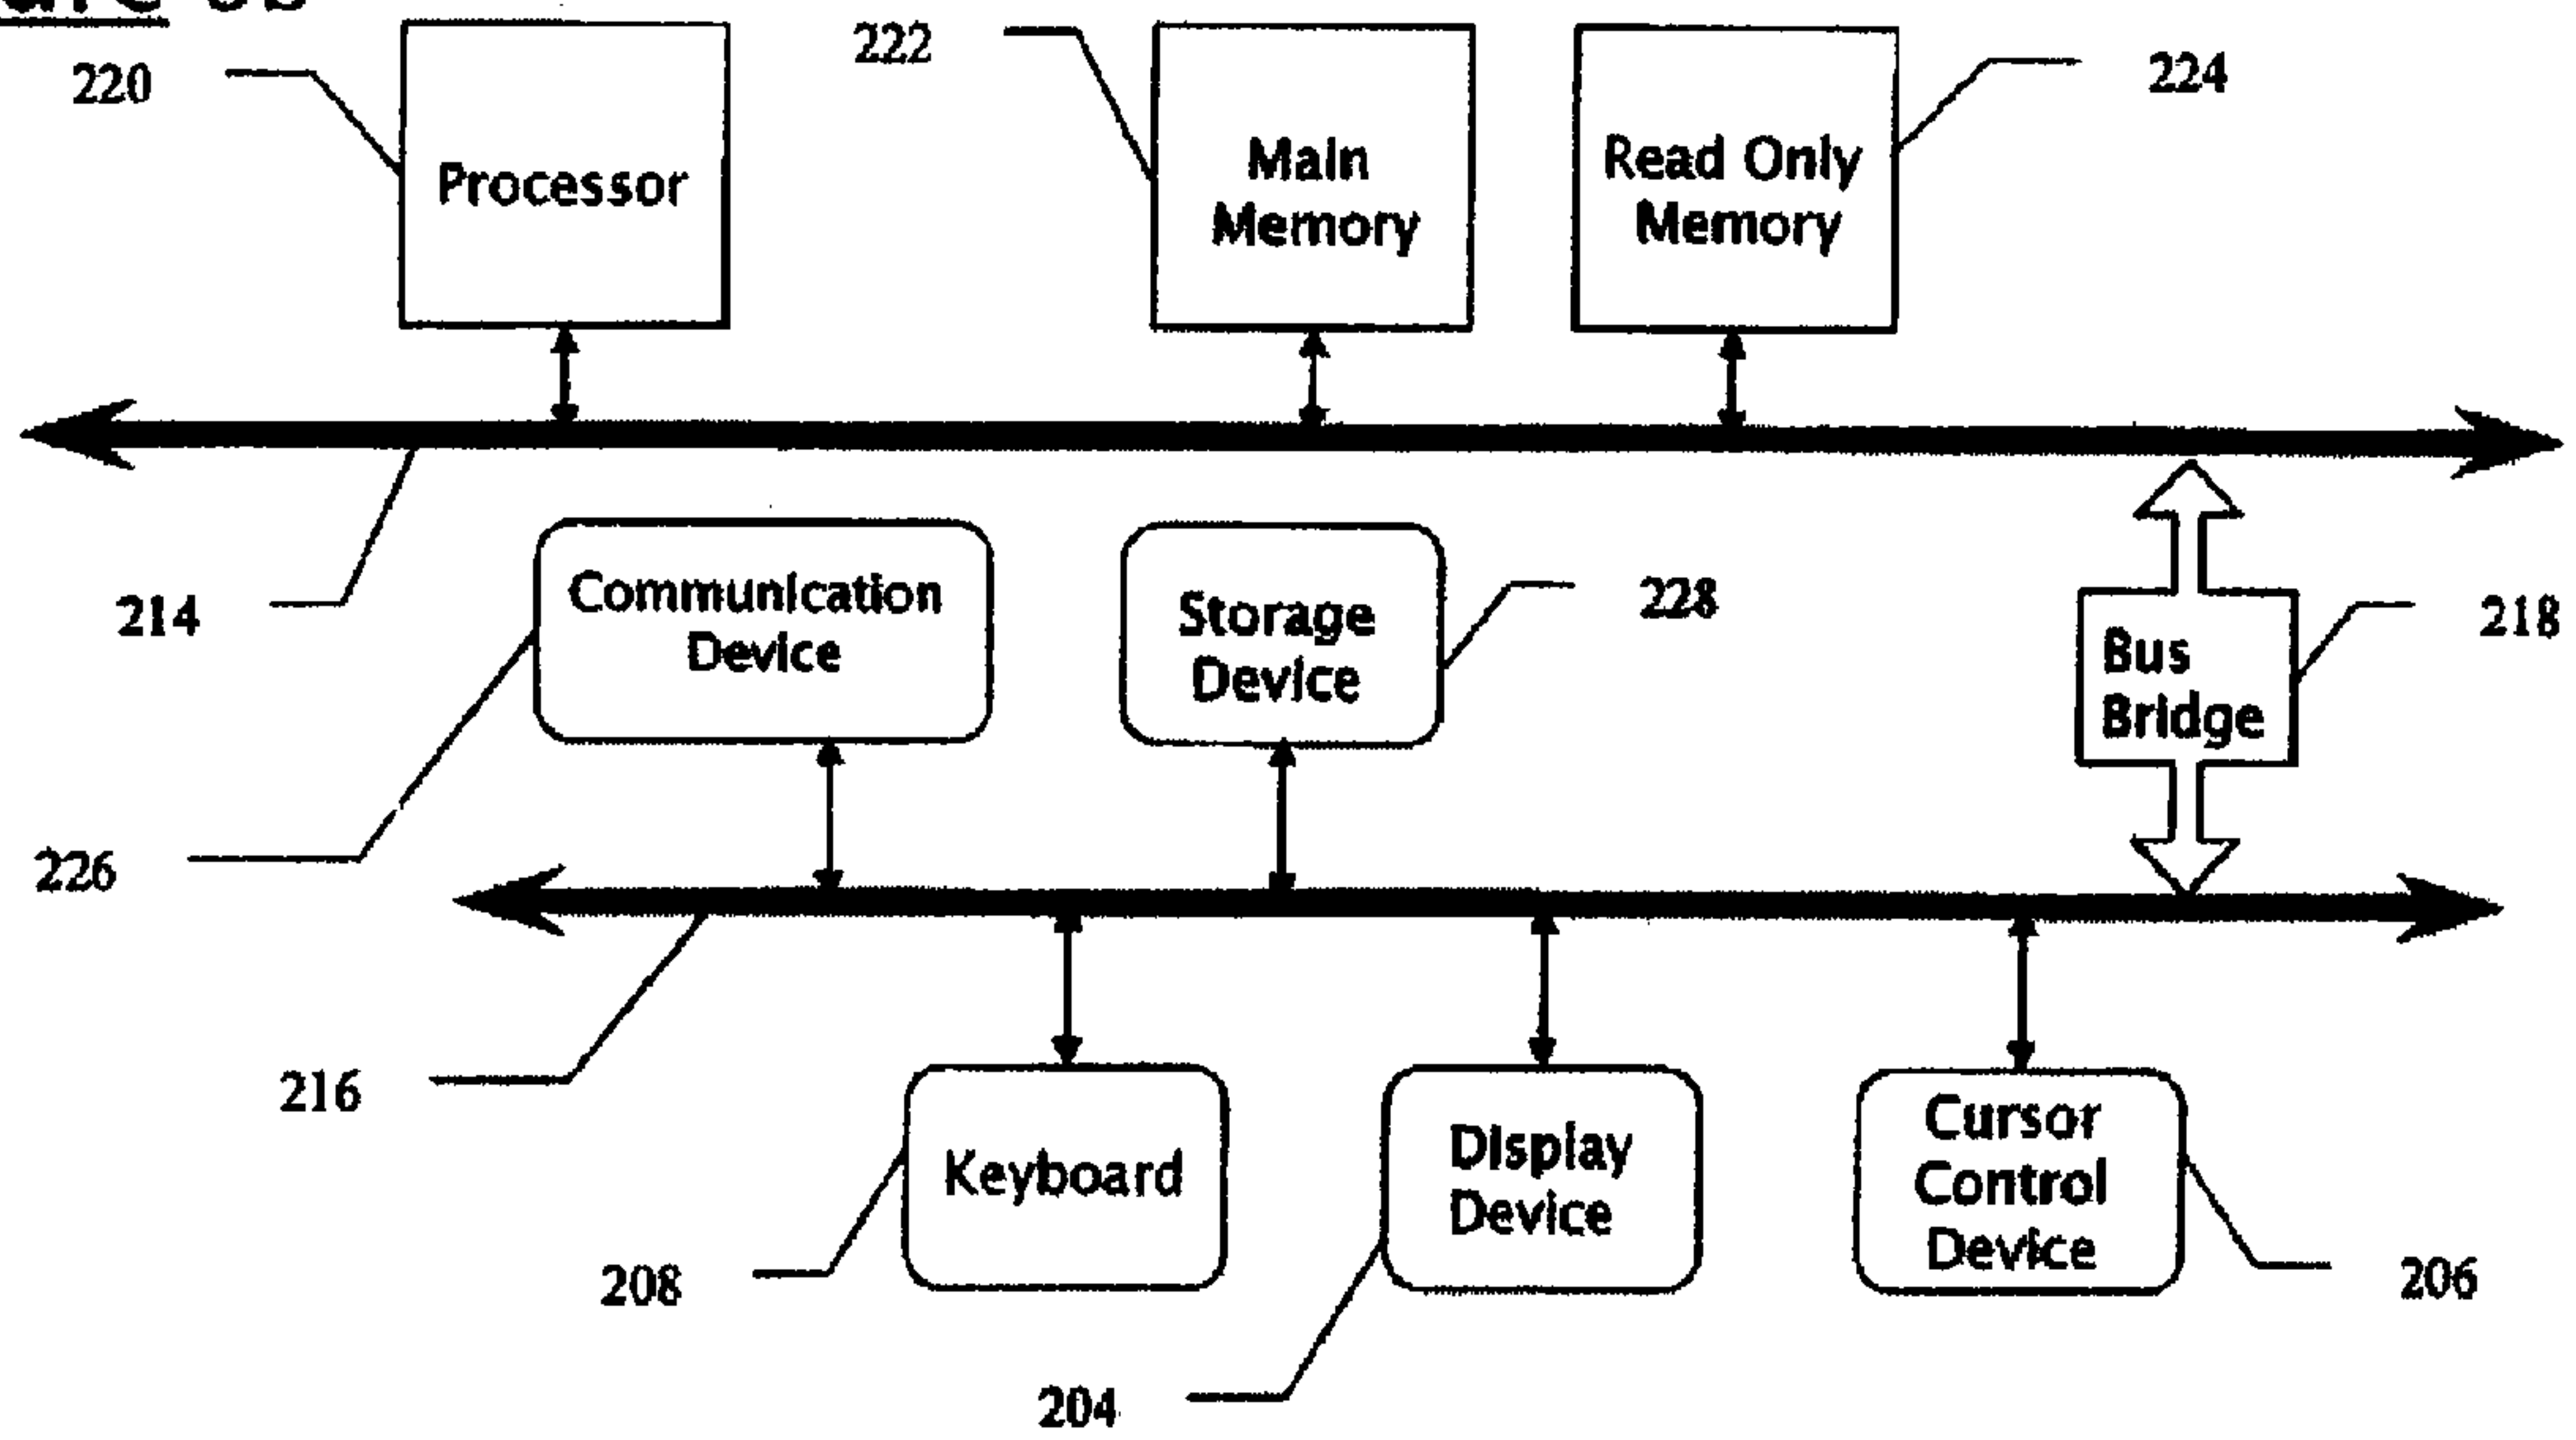 220
Processor
222
Main
Memory
Read Only
Memory
224
214
Communication
Device
Storage
Device
228
Bus
Bridge
218
226
216
Keyboard
208
Display
Device
204
Cursor
Control
Device
206